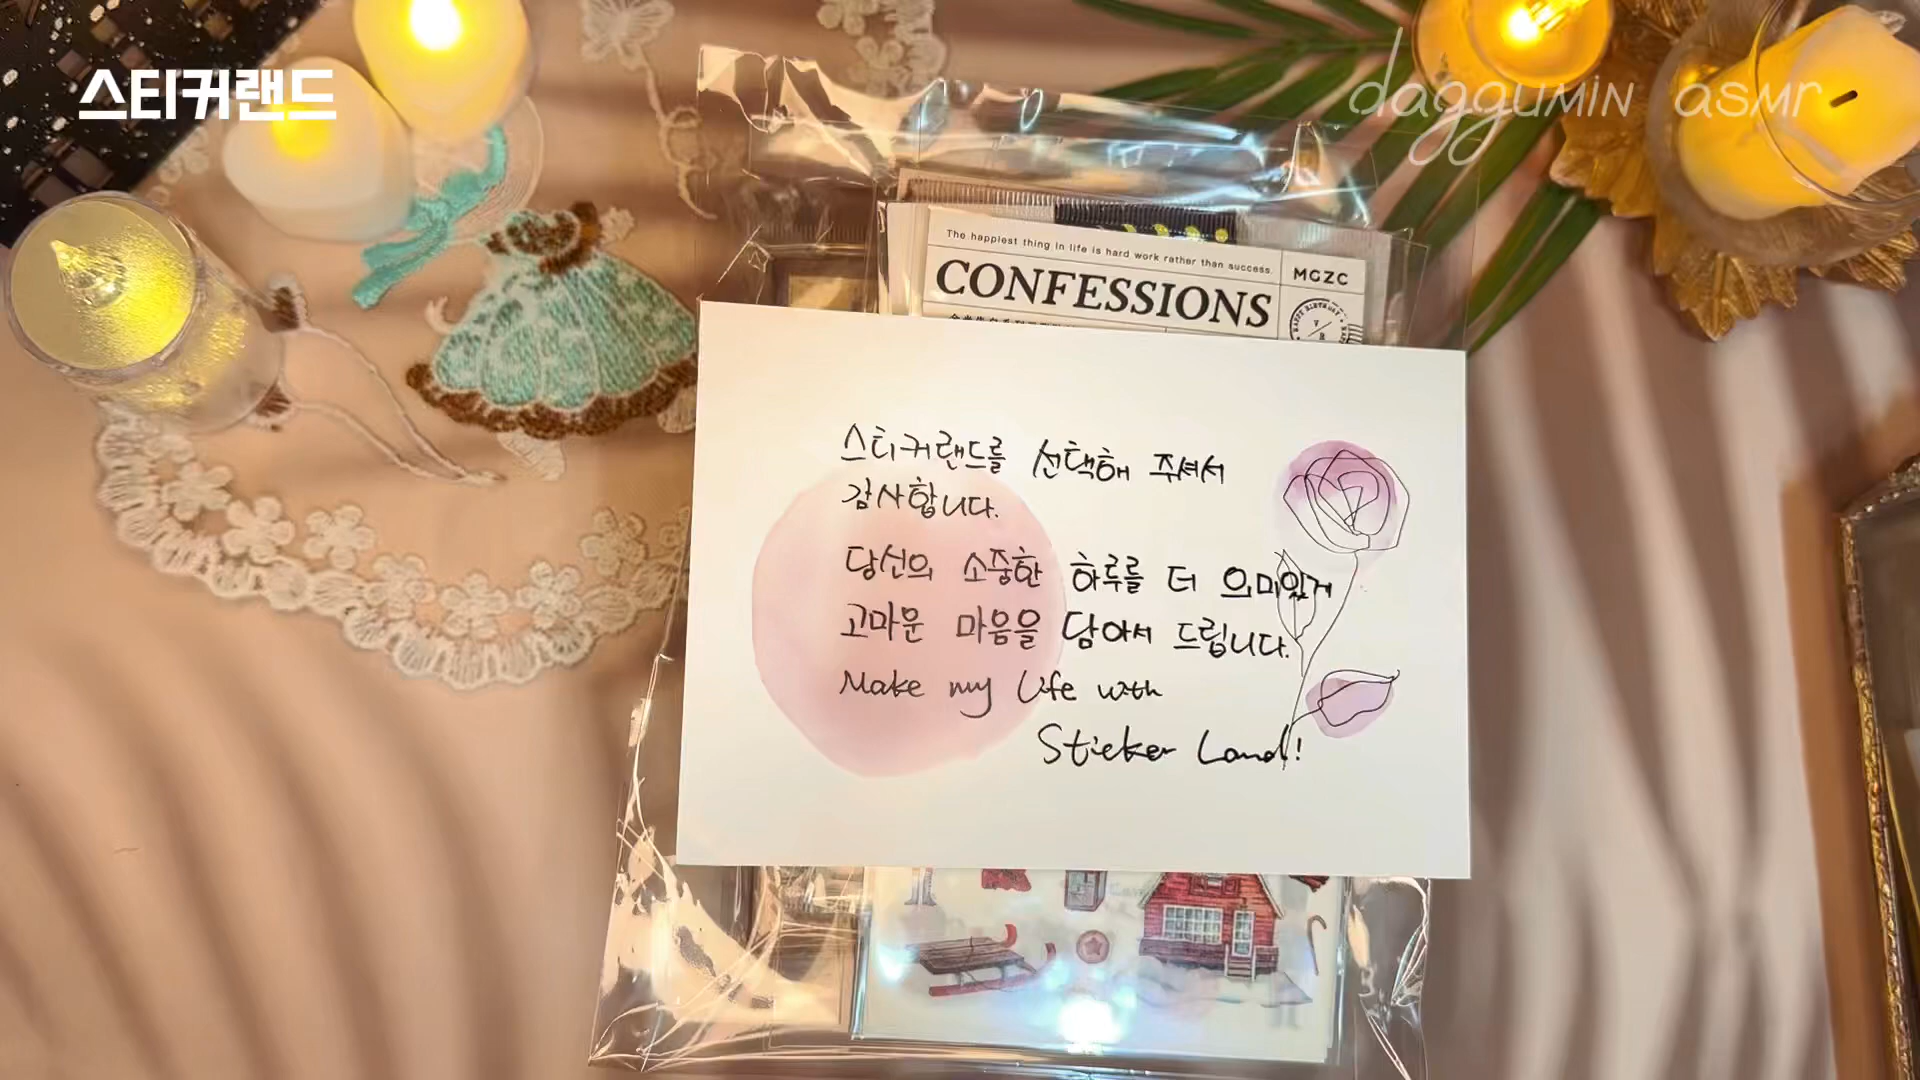 스티커랜드
daggumin asmr
The happiest thing in life is hard work rather than success.
MGZC
CONFESSIONS
스티커랜드를 선택해 주셔서
감사합니다.
당신의 소중한 하루를 더 의미있게
고마운 마음을 담아서 드립니다.
Make my Life with
Sticker Land!